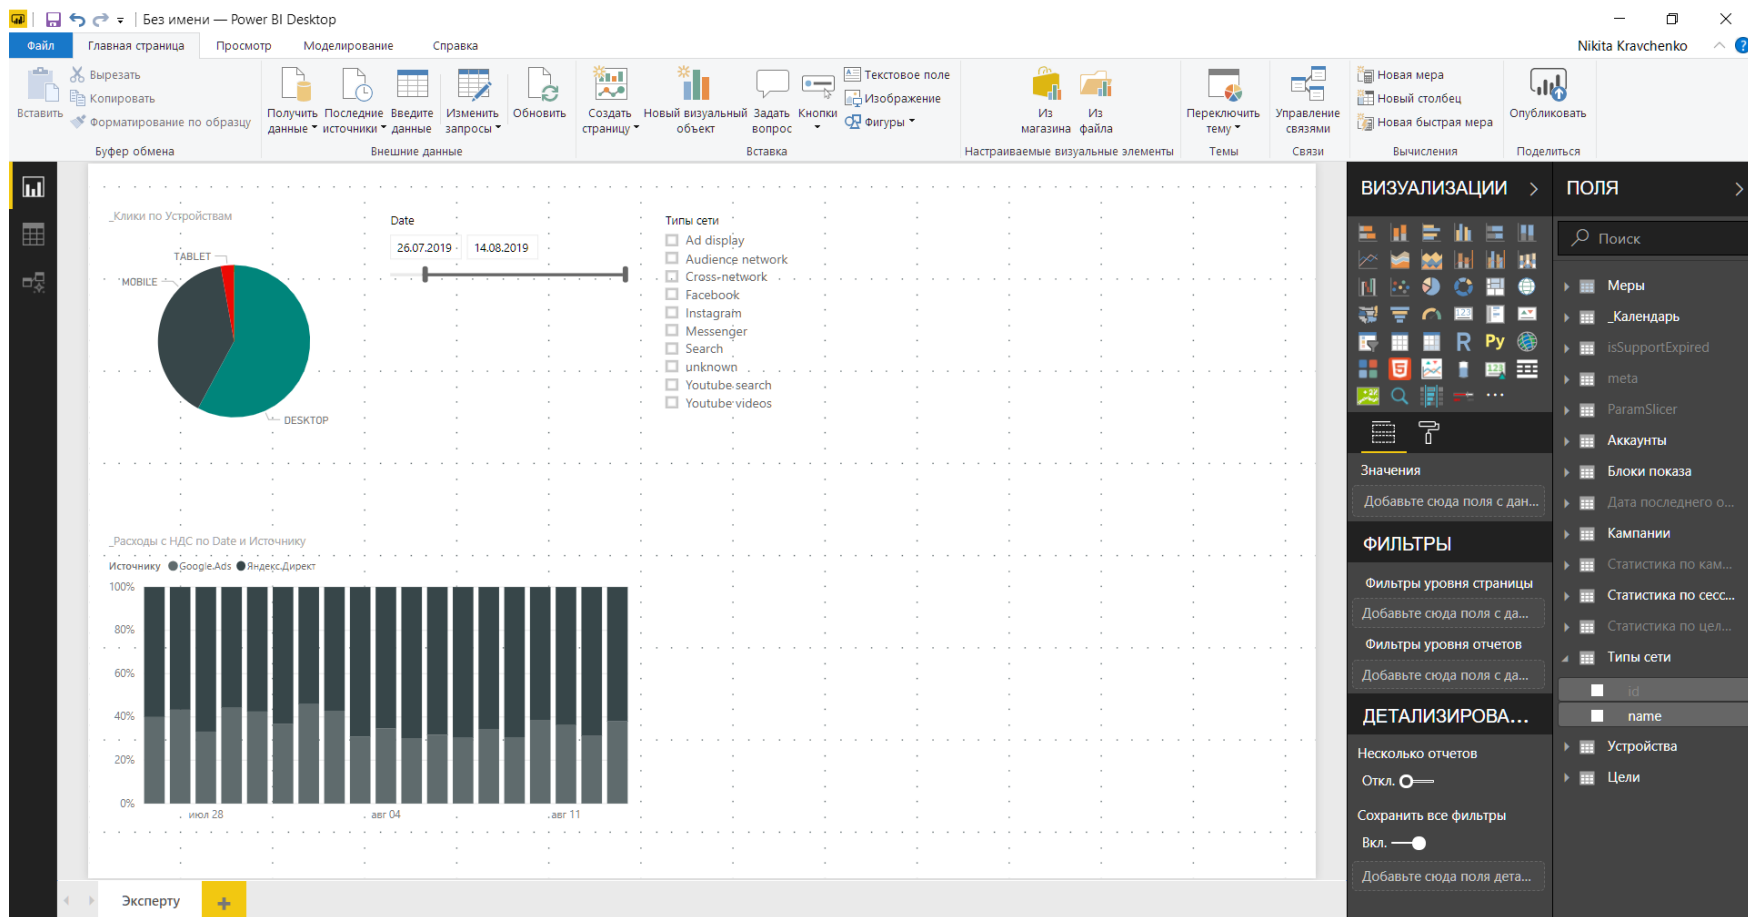 Без имени — Power BI Desktop
Файл
Главная страница
Просмотр
Моделирование
Справка
Nikita Kravchenko
?
Вставить
Вырезать
Копировать
Форматирование по образцу
Буфер обмена
Получить данные
Последние источники
Введите данные
Изменить запросы
Обновить
Внешние данные
Создать страницу
Новый визуальный объект
Задать вопрос
Кнопки
Текстовое поле
Изображение
Фигуры
Вставка
Из магазина
Из файла
Настраиваемые визуальные элементы
Переключить тему
Темы
Управление связями
Связи
Новая мера
Новый столбец
Новая быстрая мера
Вычисления
Опубликовать
Поделиться
_Клики по Устройствам
TABLET
MOBILE
DESKTOP
Date
26.07.2019
14.08.2019
Типы сети
Ad display
Audience network
Cross-network
Facebook
Instagram
Messenger
Search
unknown
Youtube search
Youtube videos
_Расходы с НДС по Date и Источнику
Источнику Google.Ads Яндекс.Директ
100%
80%
60%
40%
20%
0%
июл 28
авг 04
авг 11
Эксперту
+
ВИЗУАЛИЗАЦИИ
R
Py
123
5
Значения
Добавьте сюда поля с дан...
ФИЛЬТРЫ
Фильтры уровня страницы
Добавьте сюда поля с да...
Фильтры уровня отчетов
Добавьте сюда поля с да...
ДЕТАЛИЗИРОВА...
Несколько отчетов
Откл.
Сохранить все фильтры
Вкл.
Добавьте сюда поля дета...
ПОЛЯ
Поиск
Меры
_Календарь
isSupportExpired
meta
ParamSlicer
Аккаунты
Блоки показа
Дата последнего о...
Кампании
Статистика по кам...
Статистика по сесс...
Статистика по цел...
Типы сети
id
name
Устройства
Цели